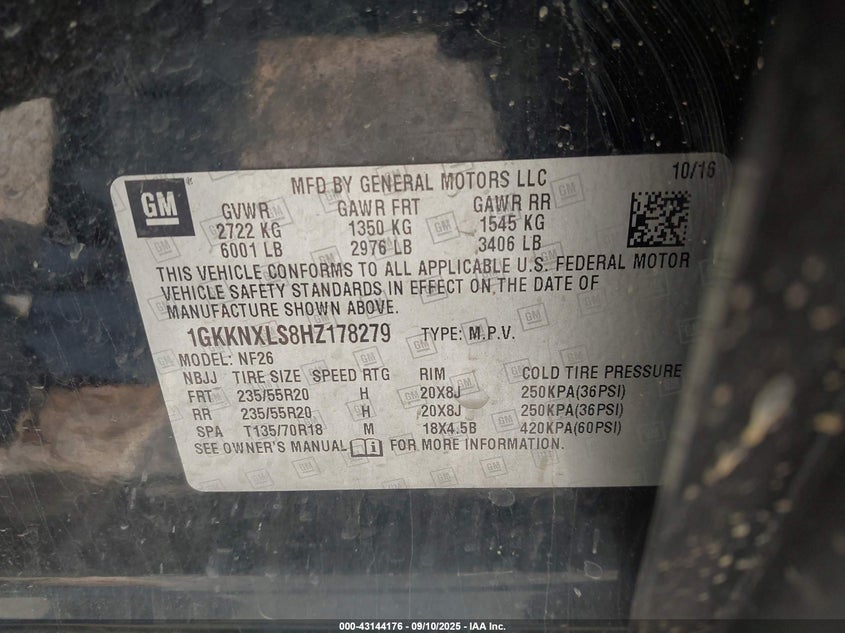 GM
MFD BY GENERAL MOTORS LLC 10/16
GVWR GAWR FRT GAWR RR
2722 KG 1350 KG 1545 KG
6001 LB 2976 LB 3406 LB
THIS VEHICLE CONFORMS TO ALL APPLICABLE U.S. FEDERAL MOTOR
VEHICLE SAFETY STANDARDS IN EFFECT ON THE DATE OF
MANUFACTURE SHOWN ABOVE.
1GKKNXLS8HZ178279 TYPE: M.P.V.
MODEL: NF26
NBJJ TIRE SIZE SPEED RTG RIM COLD TIRE PRESSURE
FRT 235/55R20 H 20X8J 250KPA(36PSI)
RR 235/55R20 H 20X8J 250KPA(36PSI)
SPA T135/70R18 M 18X4.5B 420KPA(60PSI)
SEE OWNER'S MANUAL FOR MORE INFORMATION.
000-43144176 - 09/10/2025 - IAA Inc.